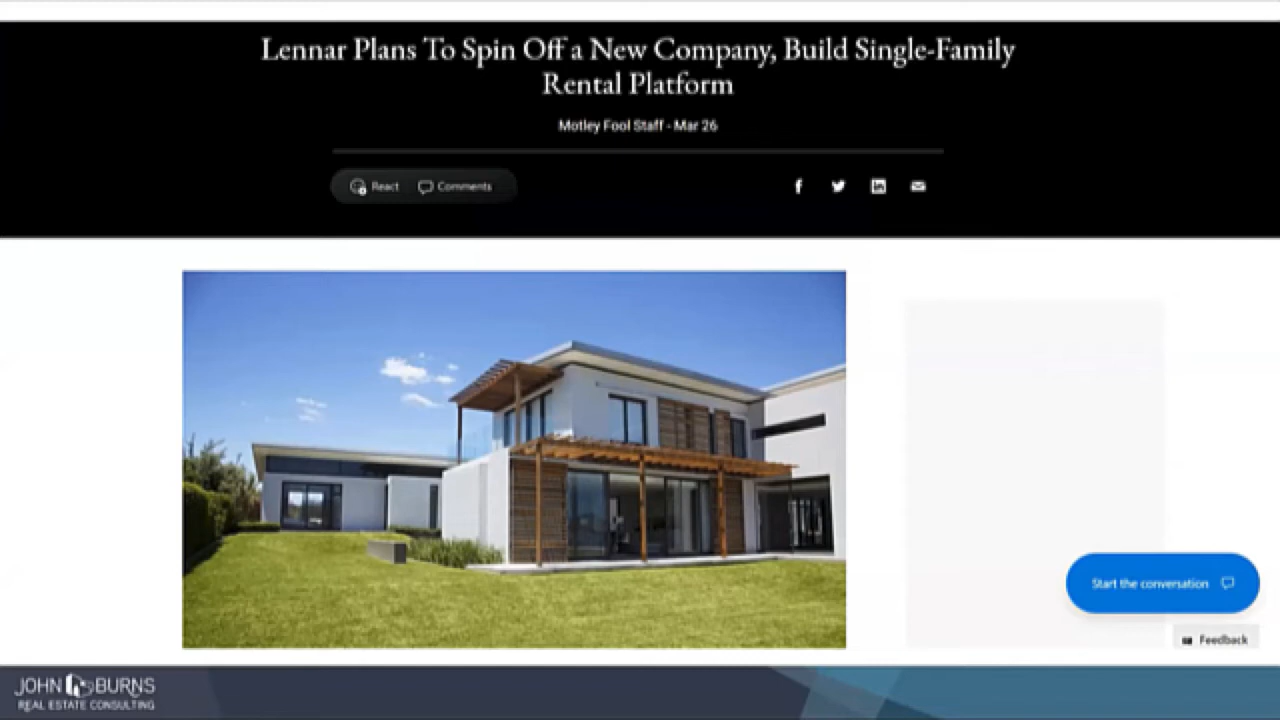 Lennar Plans To Spin Off a New Company, Build Single-Family
Rental Platform
Motley Fool Staff - Mar 26
React
Comments
Start the conversation
Feedback
JOHN BURNS
REAL ESTATE CONSULTING